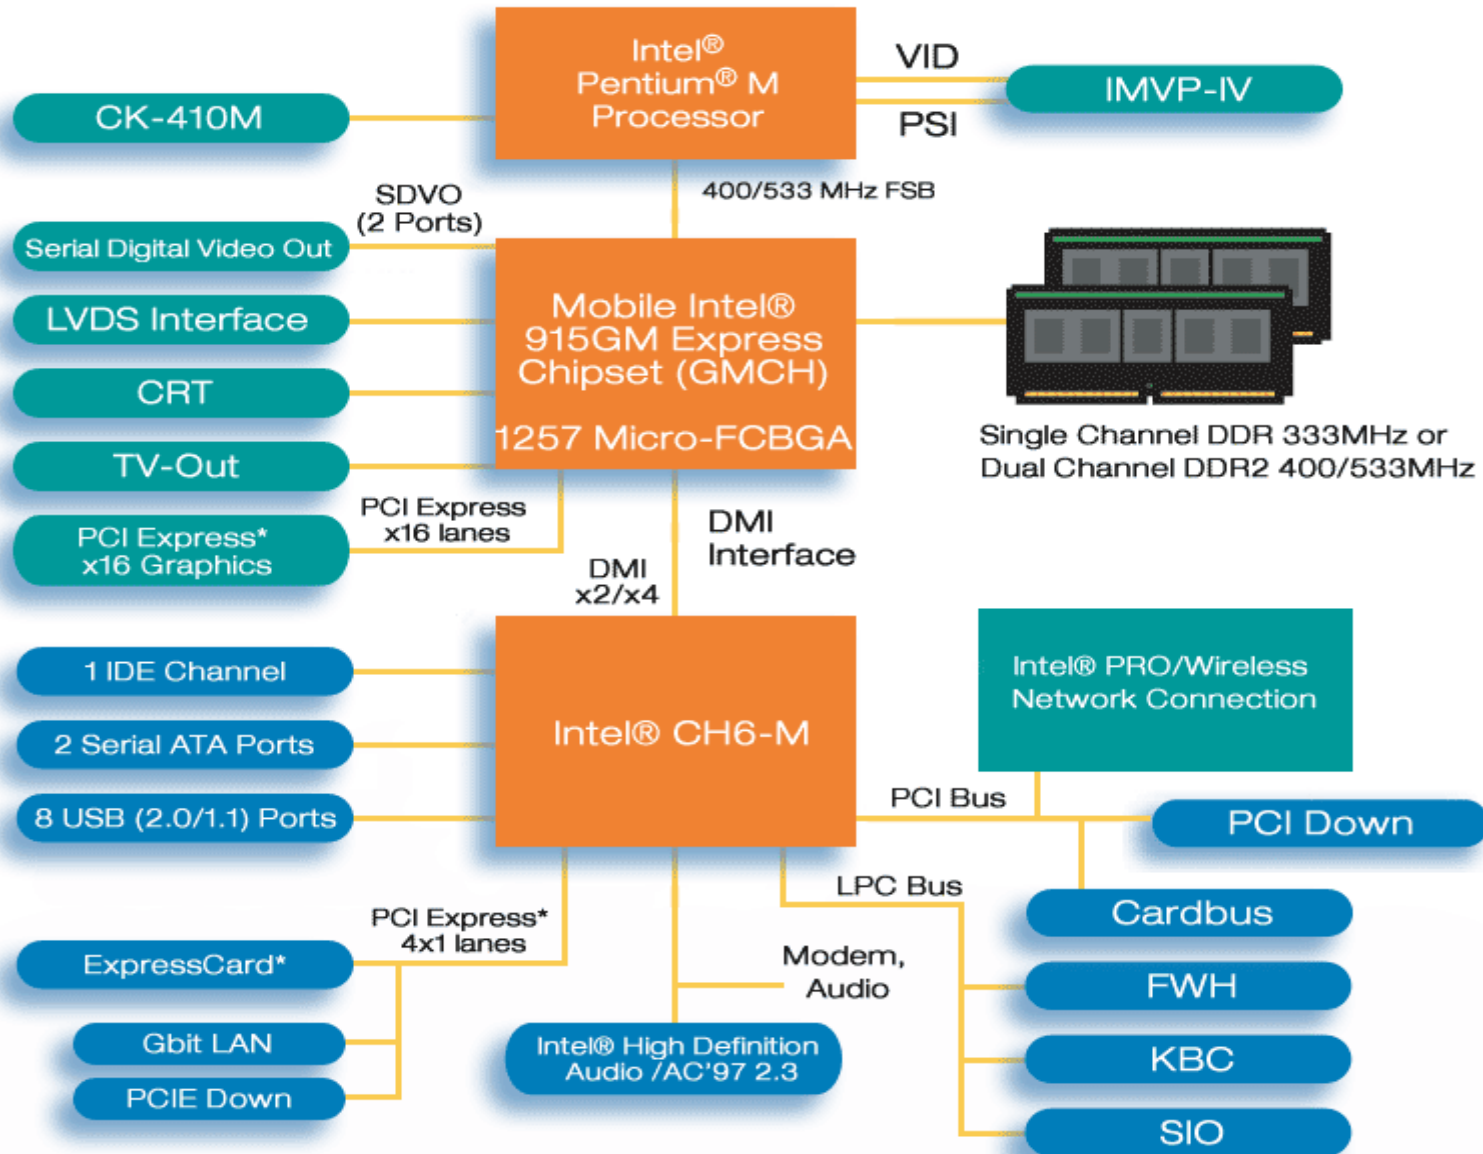 Intel®
Pentium® M
Processor
VID
PSI
IMVP-IV
CK-410M
400/533 MHz FSB
SDVO
(2 Ports)
Serial Digital Video Out
LVDS Interface
CRT
TV-Out
PCI Express*
x16 Graphics
PCI Express
x16 lanes
Mobile Intel®
915GM Express
Chipset (GMCH)
1257 Micro-FCBGA
Single Channel DDR 333MHz or
Dual Channel DDR2 400/533MHz
DMI
Interface
DMI
x2/x4
1 IDE Channel
2 Serial ATA Ports
8 USB (2.0/1.1) Ports
Intel® CH6-M
Intel® PRO/Wireless
Network Connection
PCI Bus
PCI Down
Cardbus
LPC Bus
FWH
KBC
SIO
PCI Express*
4x1 lanes
ExpressCard*
Gbit LAN
PCIE Down
Modem,
Audio
Intel® High Definition
Audio /AC'97 2.3